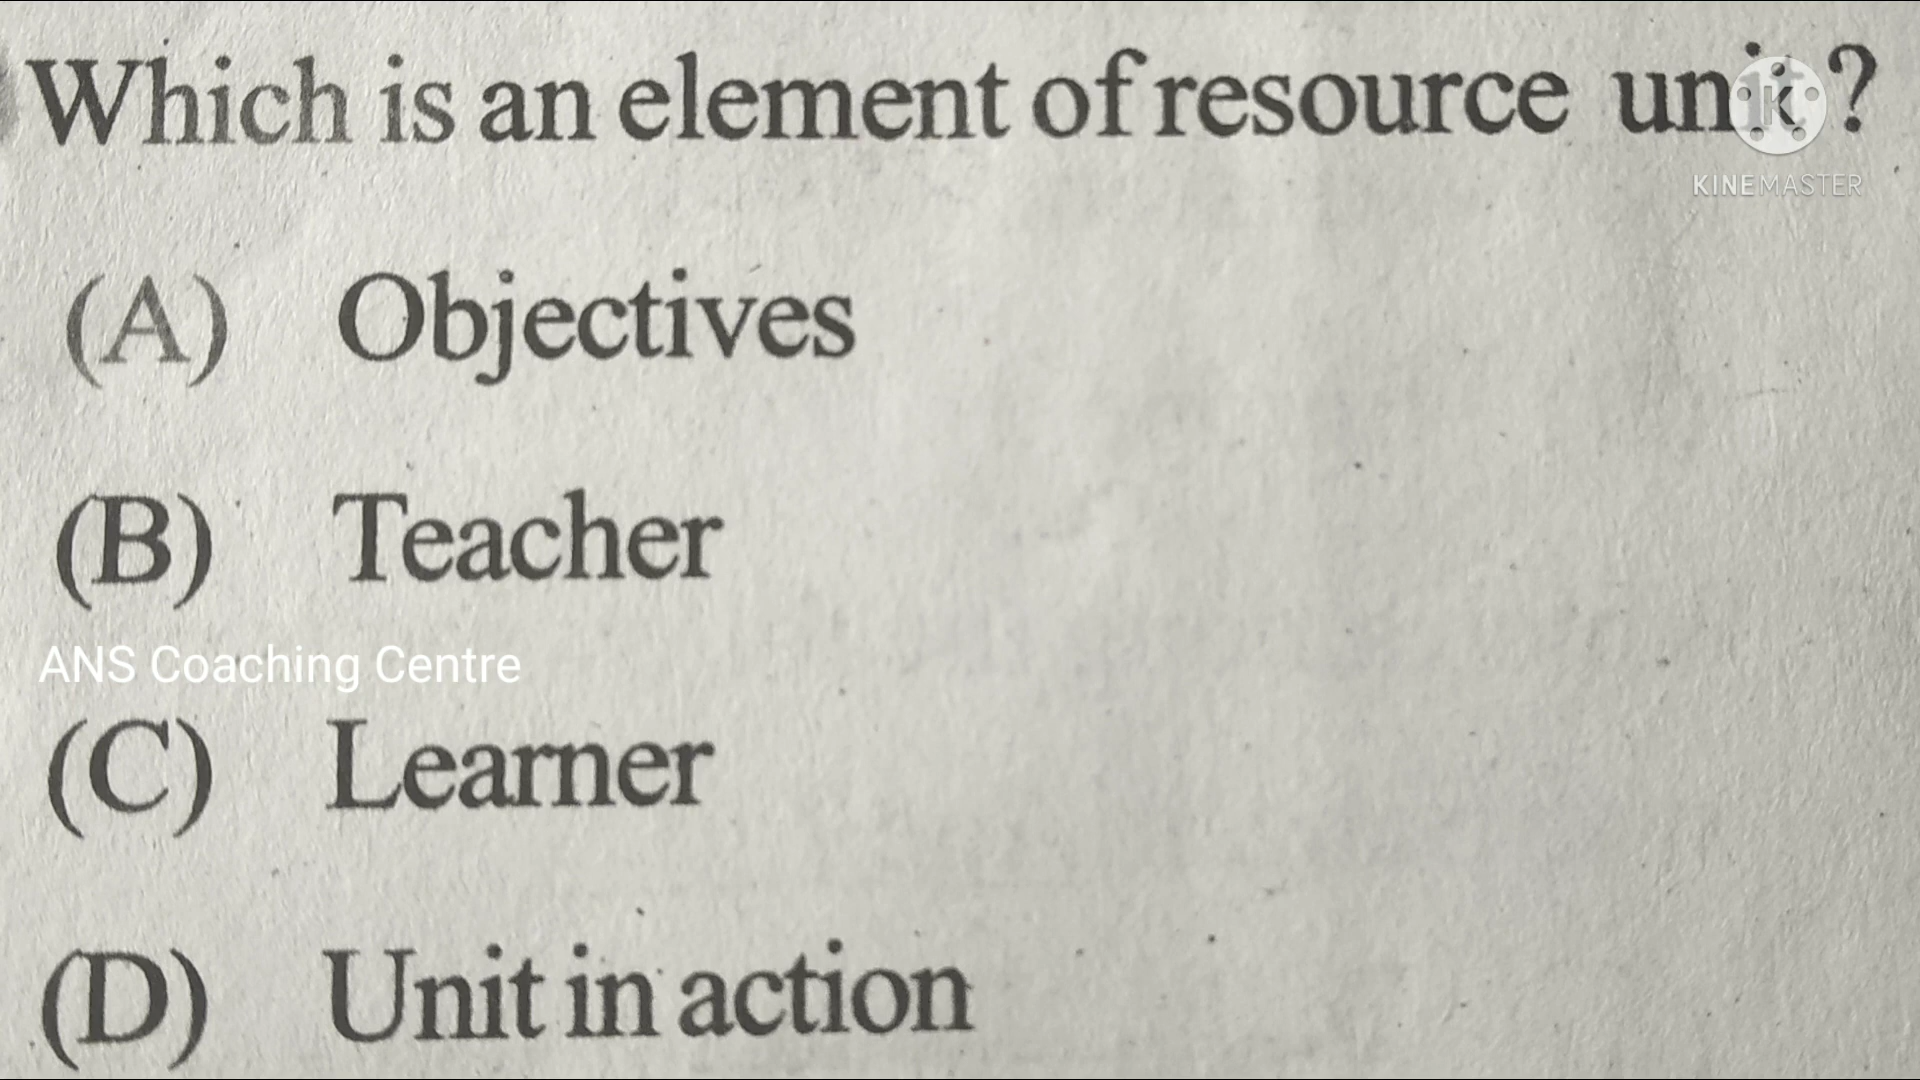 Which is an element of resource unit?
KINEMASTER
(A) Objectives
(B) Teacher
ANS Coaching Centre
(C) Learner
(D) Unit in action